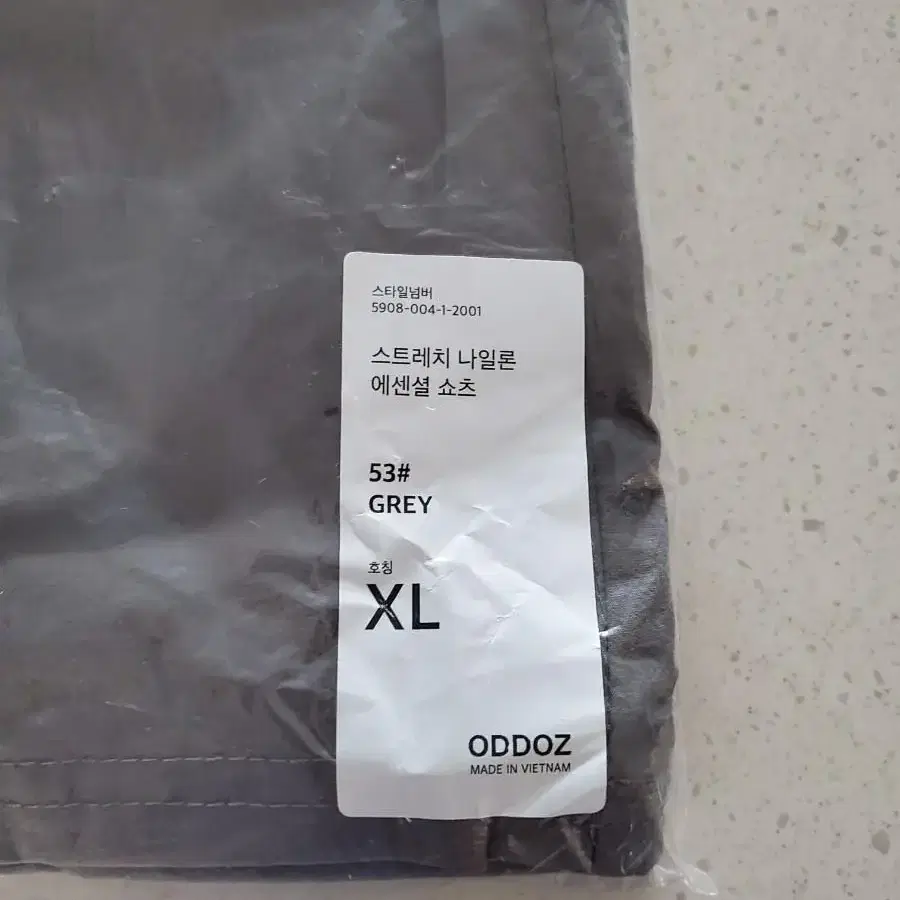 스타일넘버
5908-004-1-2001
스트레치 나일론
에센셜 쇼츠
53#
GREY
호칭
XL
ODDOZ
MADE IN VIETNAM